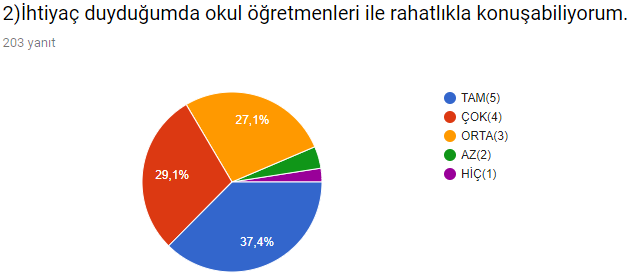 2)İhtiyaç duyduğumda okul öğretmenleri ile rahatlıkla konuşabiliyorum.
203 yanıt
27,1%
29,1%
37,4%
TAM(5)
ÇOK(4)
ORTA(3)
AZ(2)
HİÇ(1)